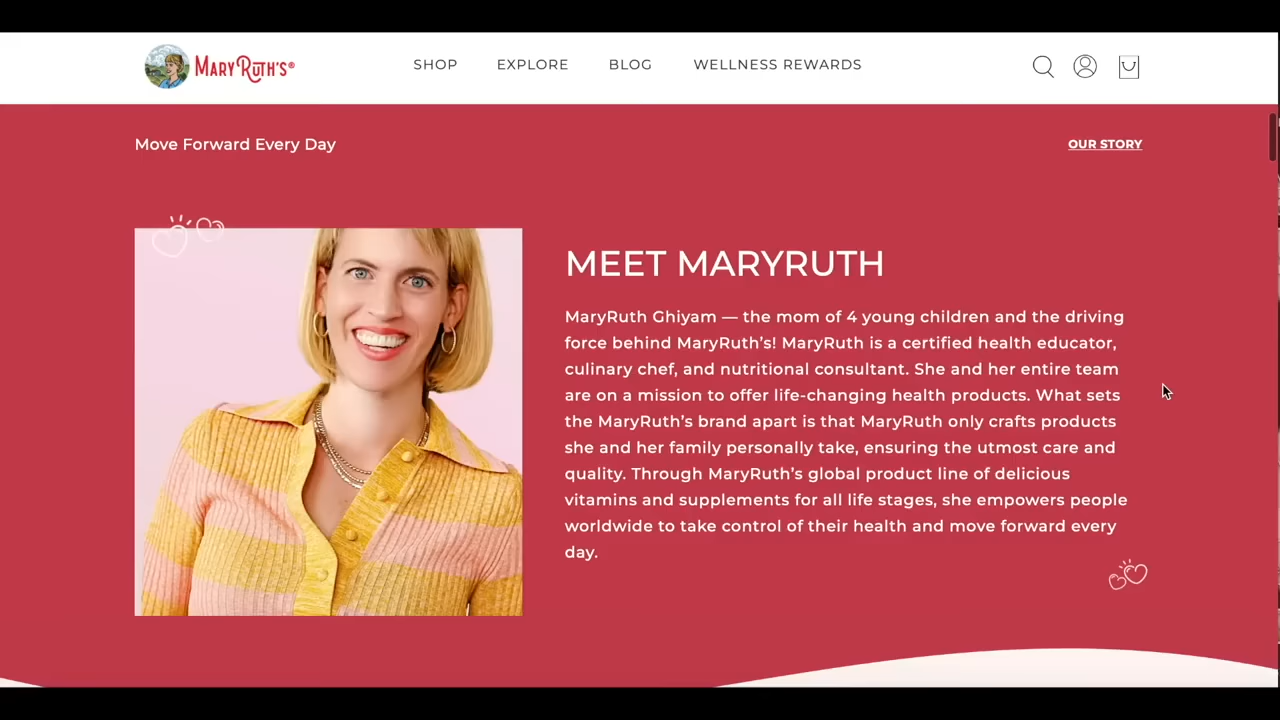 MARYRUTH'S®
SHOP
EXPLORE
BLOG
WELLNESS REWARDS
Move Forward Every Day
OUR STORY
MEET MARYRUTH
MaryRuth Ghiyam — the mom of 4 young children and the driving
force behind MaryRuth's! MaryRuth is a certified health educator,
culinary chef, and nutritional consultant. She and her entire team
are on a mission to offer life-changing health products. What sets
the MaryRuth's brand apart is that MaryRuth only crafts products
she and her family personally take, ensuring the utmost care and
quality. Through MaryRuth's global product line of delicious
vitamins and supplements for all life stages, she empowers people
worldwide to take control of their health and move forward every
day.